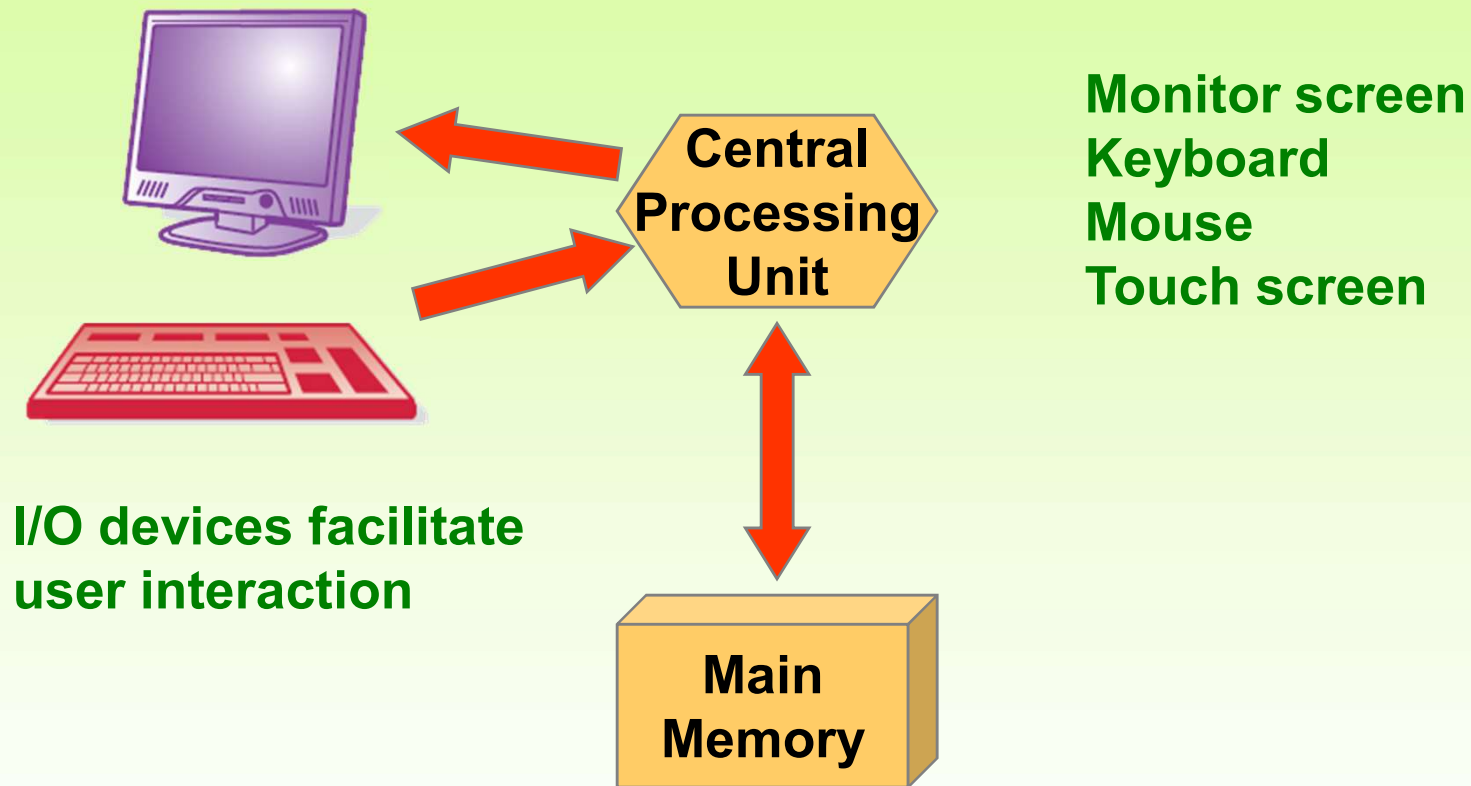 Central
Processing
Unit
Monitor screen
Keyboard
Mouse
Touch screen
I/O devices facilitate
user interaction
Main
Memory